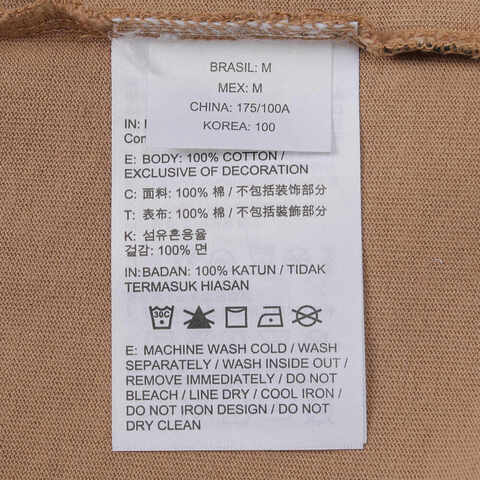 BRASIL: M
MEX: M
CHINA: 175/100A
KOREA: 100
IN:
Con
E: BODY: 100% COTTON /
EXCLUSIVE OF DECORATION
C: 面料: 100% 棉 / 不包括装饰部分
T: 表布: 100% 棉 / 不包括裝飾部分
K: 섬유혼용율
겉감: 100% 면
IN: BADAN: 100% KATUN / TIDAK
TERMASUK HIASAN
30C
E: MACHINE WASH COLD / WASH
SEPARATELY / WASH INSIDE OUT /
REMOVE IMMEDIATELY / DO NOT
BLEACH / LINE DRY / COOL IRON /
DO NOT IRON DESIGN / DO NOT
DRY CLEAN